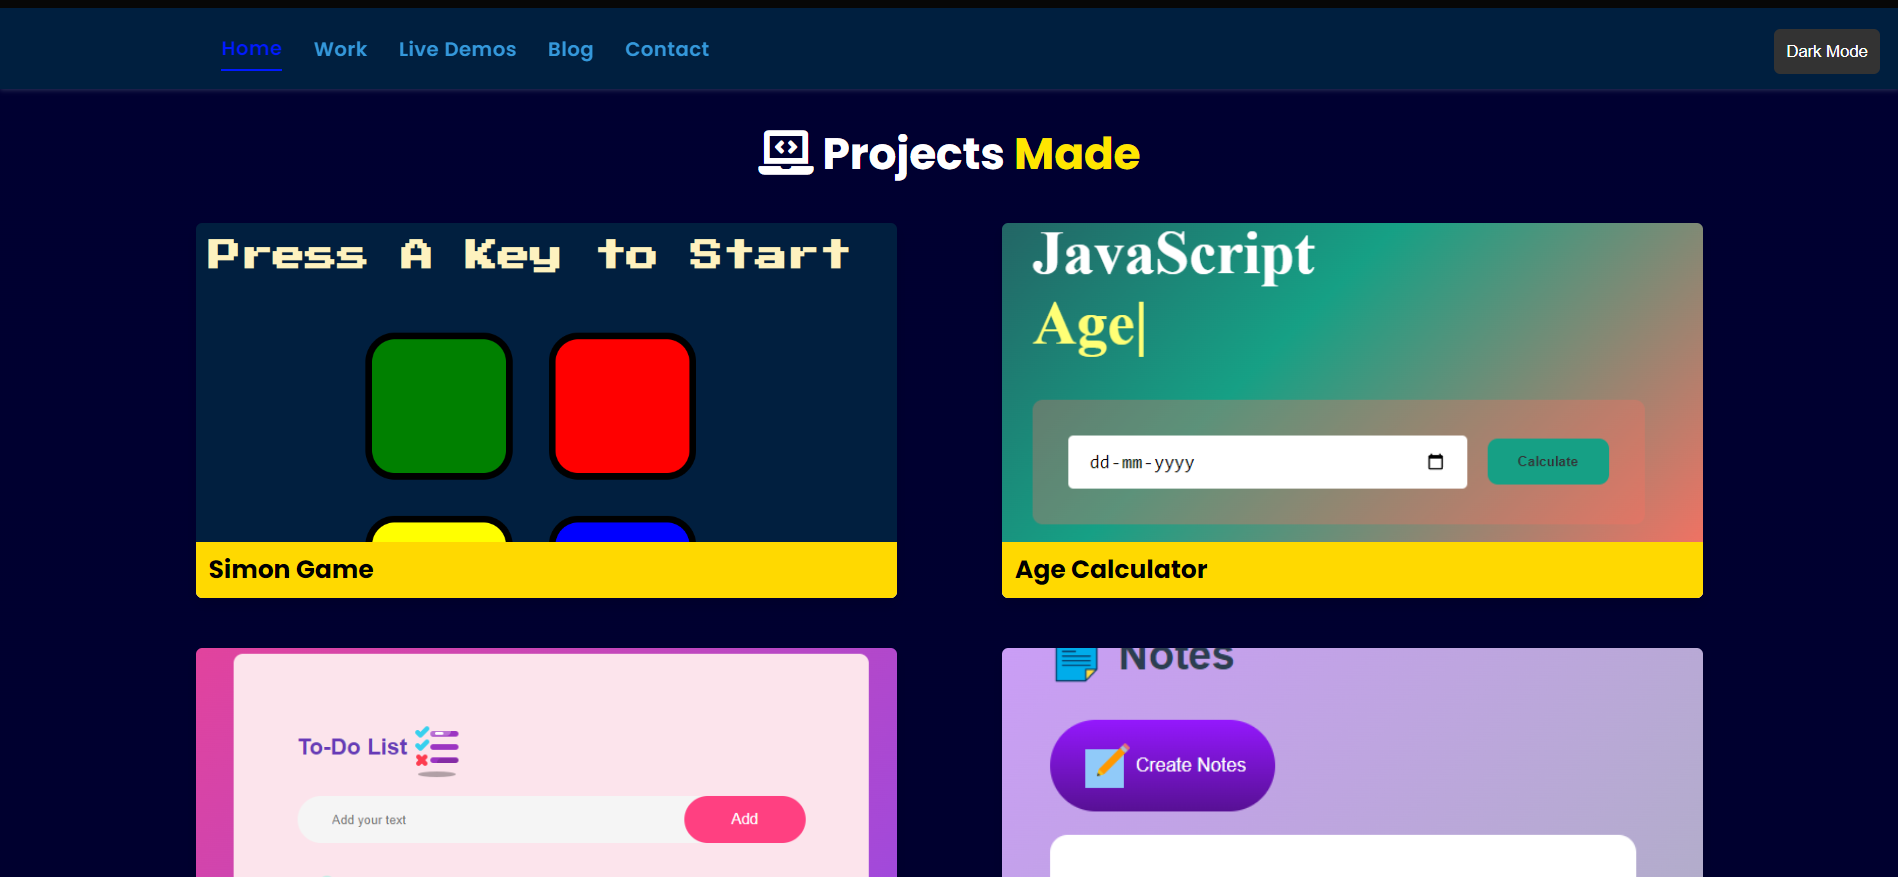 Home Work Live Demos Blog Contact Dark Mode
Projects Made
Press A Key to Start
Simon Game
JavaScript
Age|
dd-mm-yyyy Calculate
Age Calculator
To-Do List
Add your text Add
Notes
Create Notes